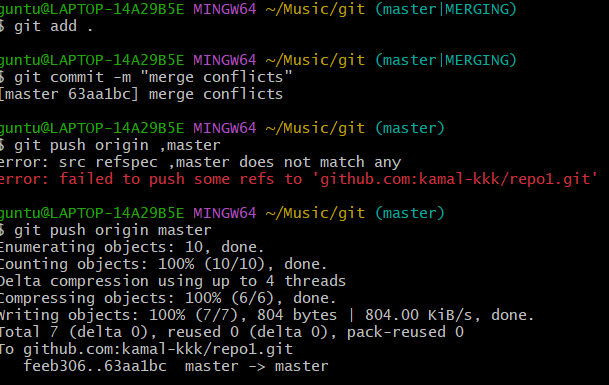 guntu@LAPTOP-14A29B5E MINGW64 ~/Music/git (master|MERGING)
$ git add .
guntu@LAPTOP-14A29B5E MINGW64 ~/Music/git (master|MERGING)
$ git commit -m "merge conflicts"
[master 63aa1bc] merge conflicts
guntu@LAPTOP-14A29B5E MINGW64 ~/Music/git (master)
$ git push origin ,master
error: src refspec ,master does not match any
error: failed to push some refs to 'github.com:kamal-kkk/repo1.git'
guntu@LAPTOP-14A29B5E MINGW64 ~/Music/git (master)
$ git push origin master
Enumerating objects: 10, done.
Counting objects: 100% (10/10), done.
Delta compression using up to 4 threads
Compressing objects: 100% (6/6), done.
Writing objects: 100% (7/7), 804 bytes | 804.00 KiB/s, done.
Total 7 (delta 0), reused 0 (delta 0), pack-reused 0
To github.com:kamal-kkk/repo1.git
feeb306..63aa1bc  master -> master